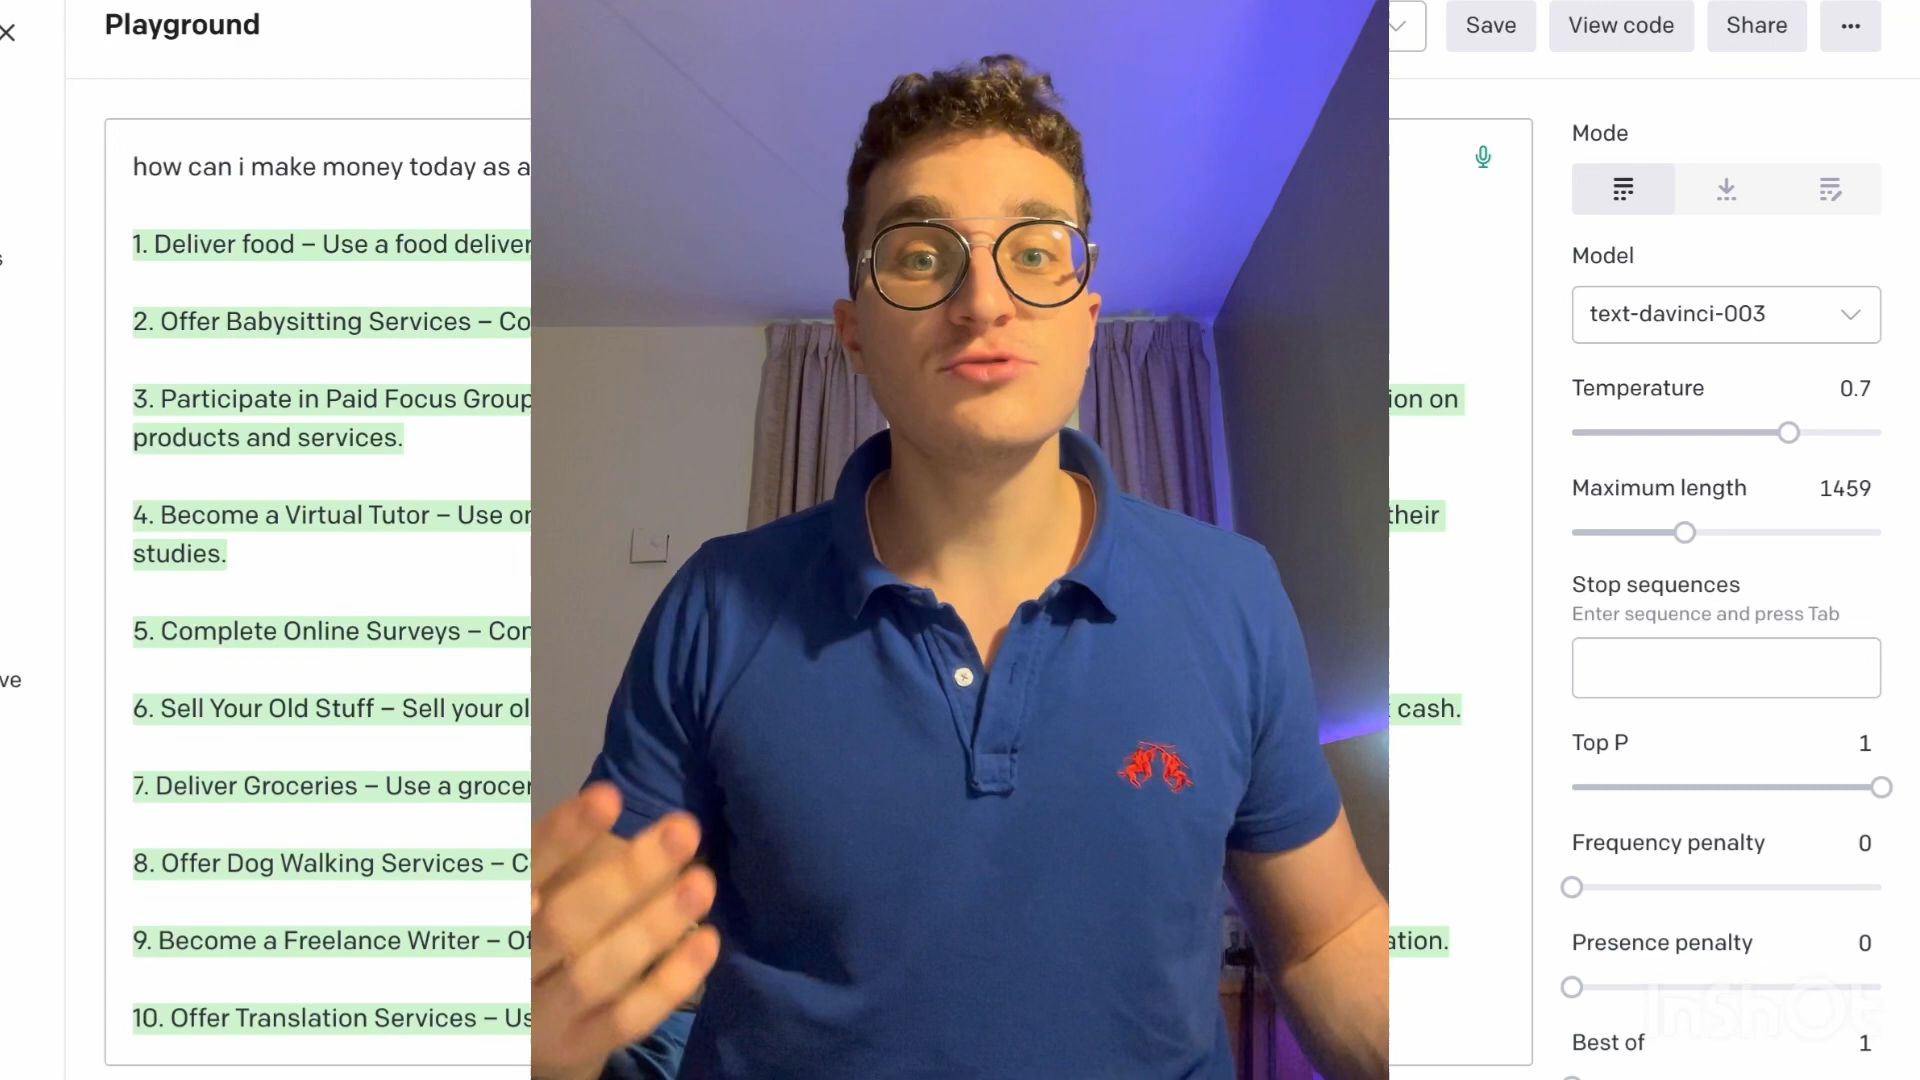 Playground
Save
View code
Share
how can i make money today as a
1. Deliver food – Use a food deliver
2. Offer Babysitting Services – Co
3. Participate in Paid Focus Group
ion on
products and services.
4. Become a Virtual Tutor – Use or
their
studies.
5. Complete Online Surveys – Con
6. Sell Your Old Stuff – Sell your ol
cash.
7. Deliver Groceries – Use a grocer
8. Offer Dog Walking Services – C
9. Become a Freelance Writer – Of
ation.
10. Offer Translation Services – Us
ve
Mode
Model
text-davinci-003
Temperature 0.7
Maximum length 1459
Stop sequences
Enter sequence and press Tab
Top P 1
Frequency penalty 0
Presence penalty 0
InShOt
Best of 1